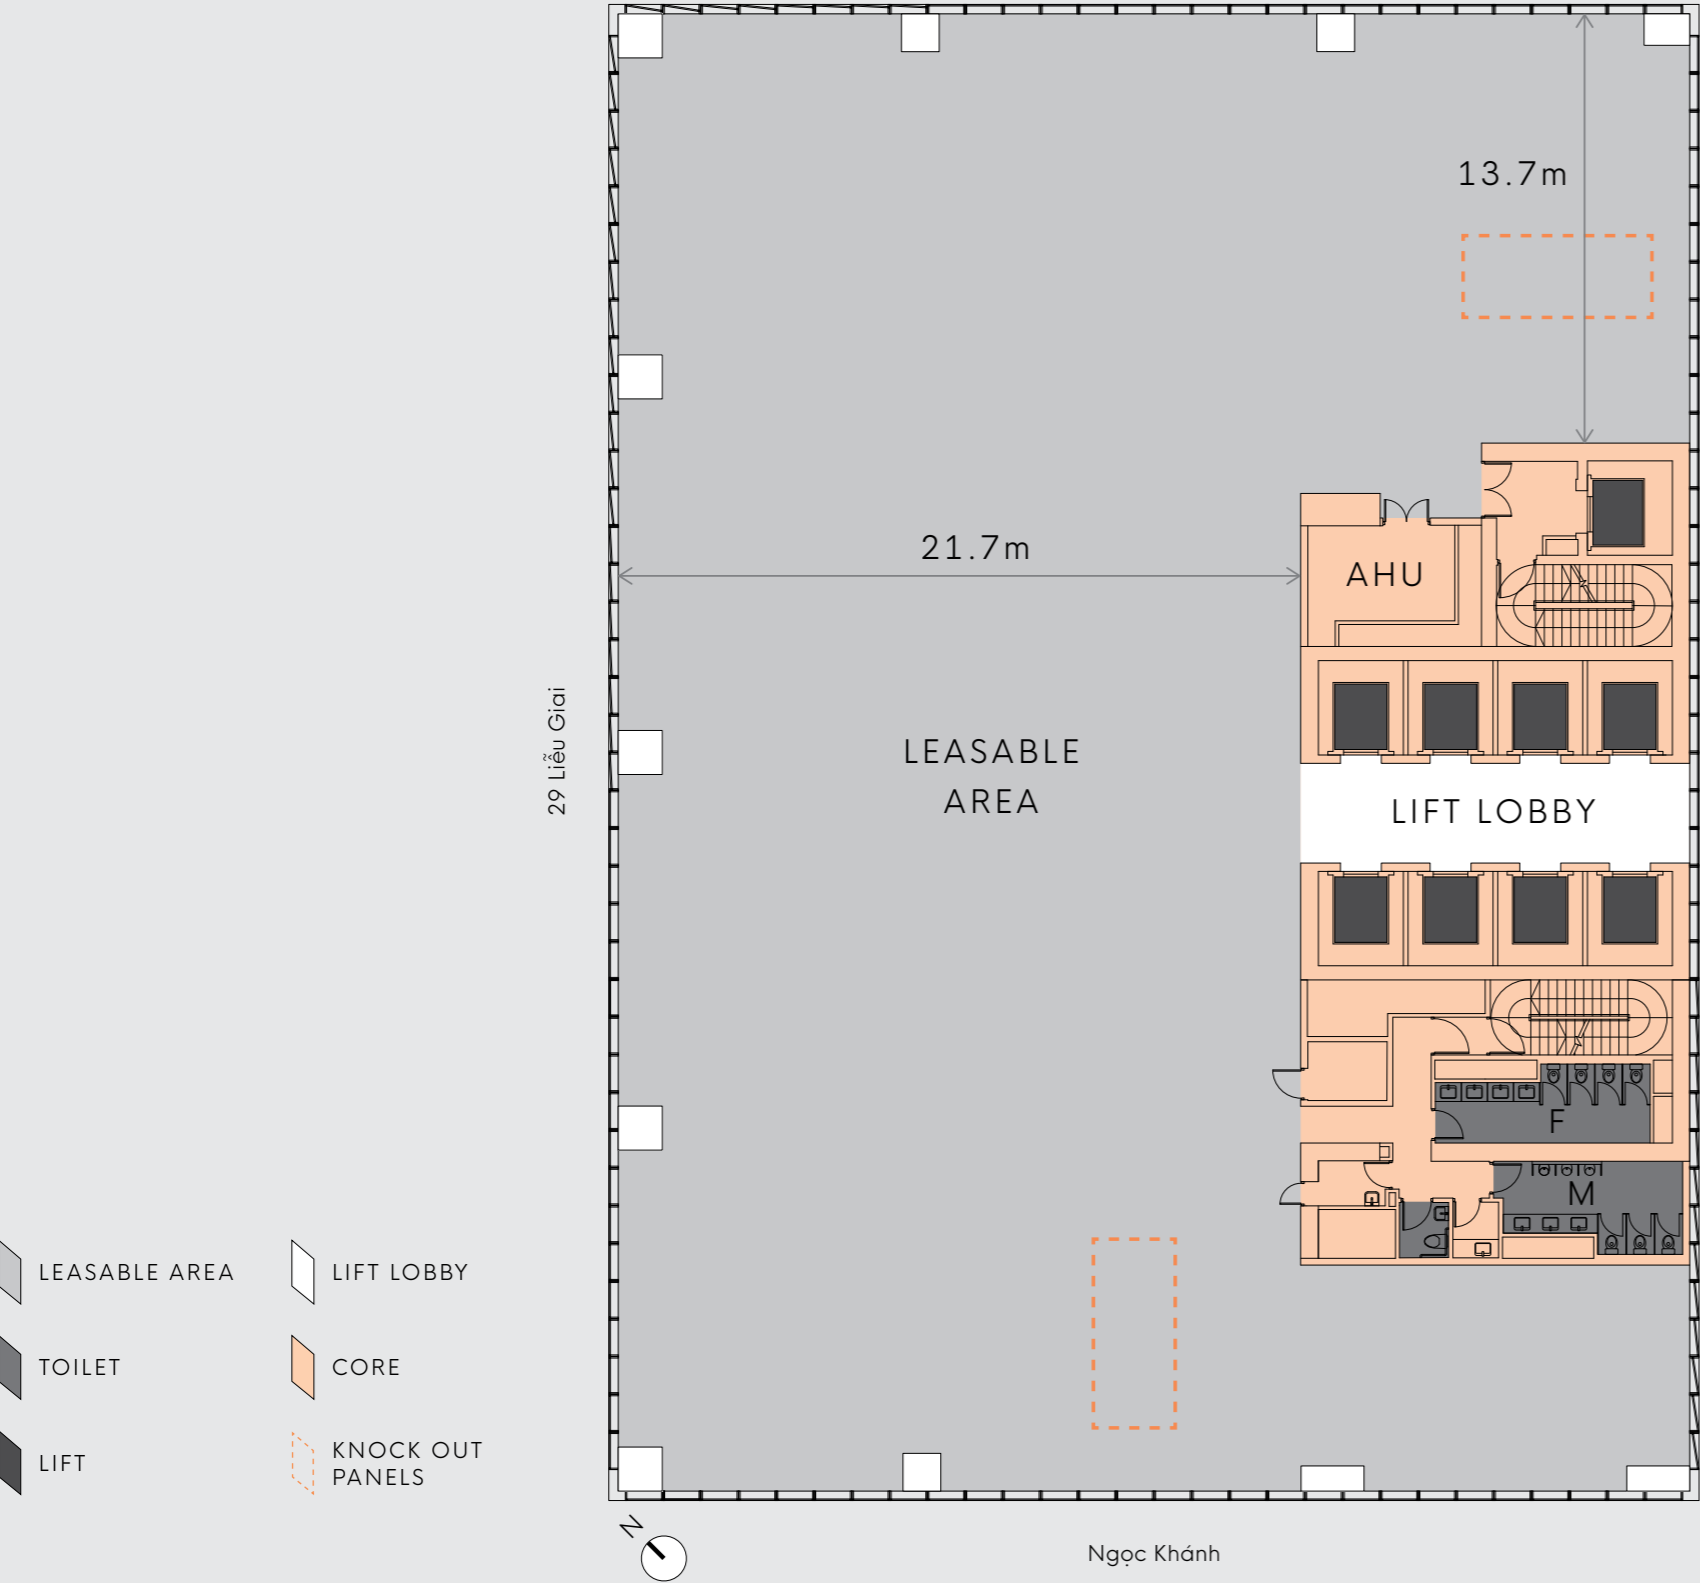 13.7m
21.7m
AHU
29 Liễu Giai
LEASABLE
AREA
LIFT LOBBY
F
M
LEASABLE AREA
LIFT LOBBY
TOILET
CORE
LIFT
KNOCK OUT
PANELS
N
Ngọc Khánh